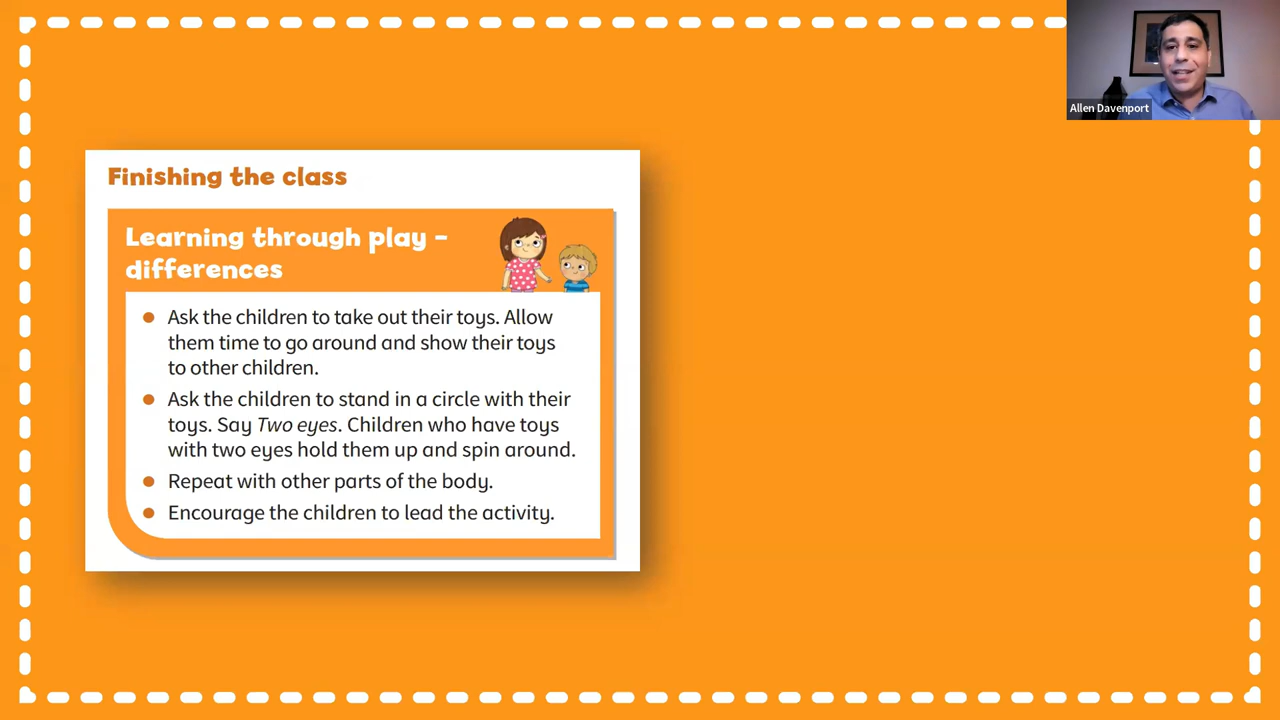 Allen Davenport
Finishing the class
Learning through play –
differences
Ask the children to take out their toys. Allow
them time to go around and show their toys
to other children.
Ask the children to stand in a circle with their
toys. Say Two eyes. Children who have toys
with two eyes hold them up and spin around.
Repeat with other parts of the body.
Encourage the children to lead the activity.